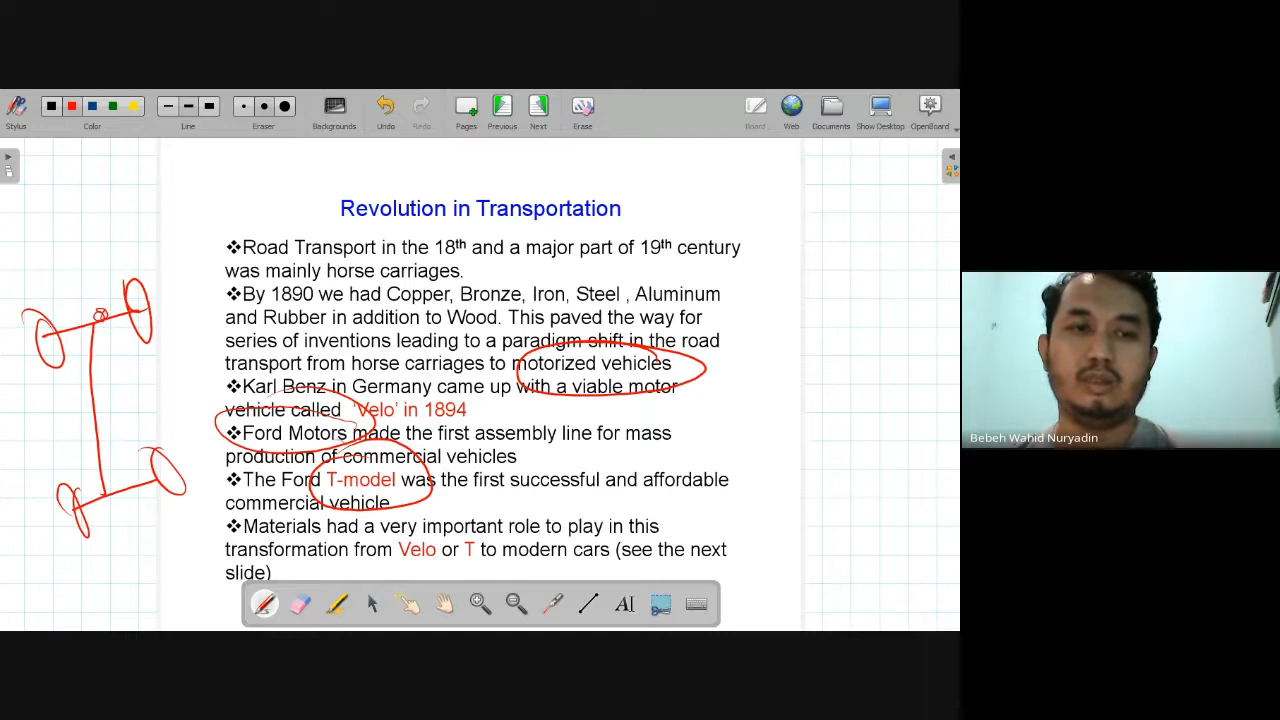 Stylus
Color
Line
Eraser
Backgrounds
Undo
Redo
Pages
Previous
Next
Erase
Board
Web
Documents
Show Desktop
OpenBoard
Revolution in Transportation
❖Road Transport in the 18th and a major part of 19th century
was mainly horse carriages.
❖By 1890 we had Copper, Bronze, Iron, Steel , Aluminum
and Rubber in addition to Wood. This paved the way for
series of inventions leading to a paradigm shift in the road
transport from horse carriages to motorized vehicles
❖Karl Benz in Germany came up with a viable motor
vehicle called ‘Velo’ in 1894
❖Ford Motors made the first assembly line for mass
production of commercial vehicles
❖The Ford T-model was the first successful and affordable
commercial vehicle
❖Materials had a very important role to play in this
transformation from Velo or T to modern cars (see the next
slide)
AI
Bebeh Wahid Nuryadin